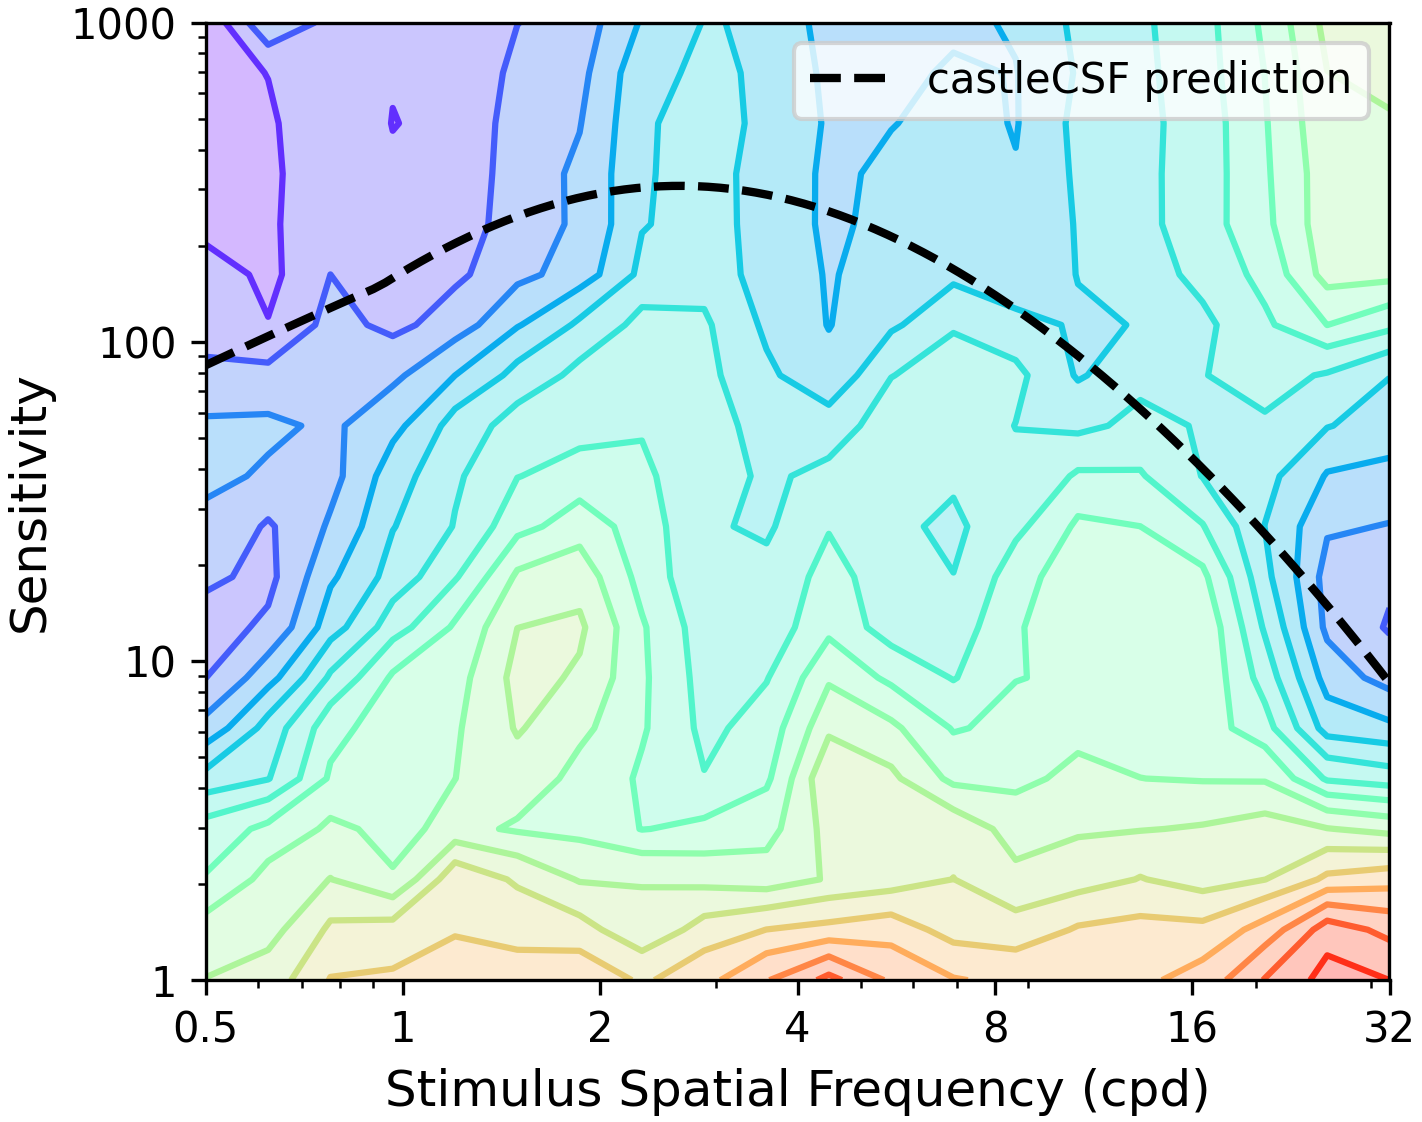 1000
castleCSF prediction
100
Sensitivity
10
1
0.5 1 2 4 8 16 32
Stimulus Spatial Frequency (cpd)